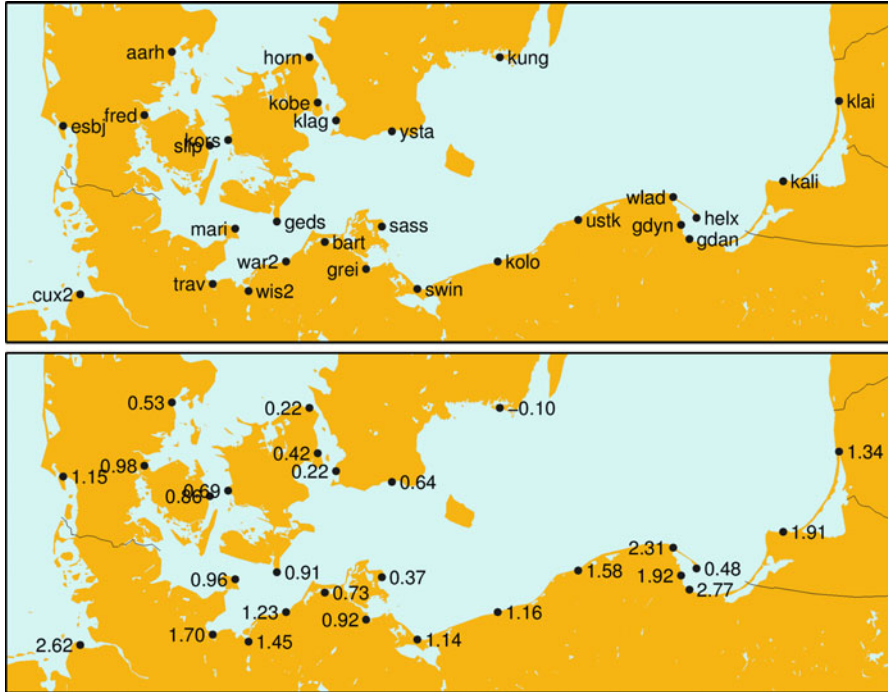 aarh
horn
kung
kobe
klai
fred
klag
esbj
ysta
kors
slip
kali
wlad
helx
ustk
geds
sass
mari
gdyn
bart
gdan
war2
kolo
grei
trav
swin
wis2
cux2
0.53
0.22
−0.10
0.42
1.34
0.98
0.22
1.15
0.64
0.69
0.86
1.91
2.31
0.48
1.58
0.91
0.37
0.96
1.92
0.73
2.77
1.23
1.16
0.92
1.70
1.14
1.45
2.62